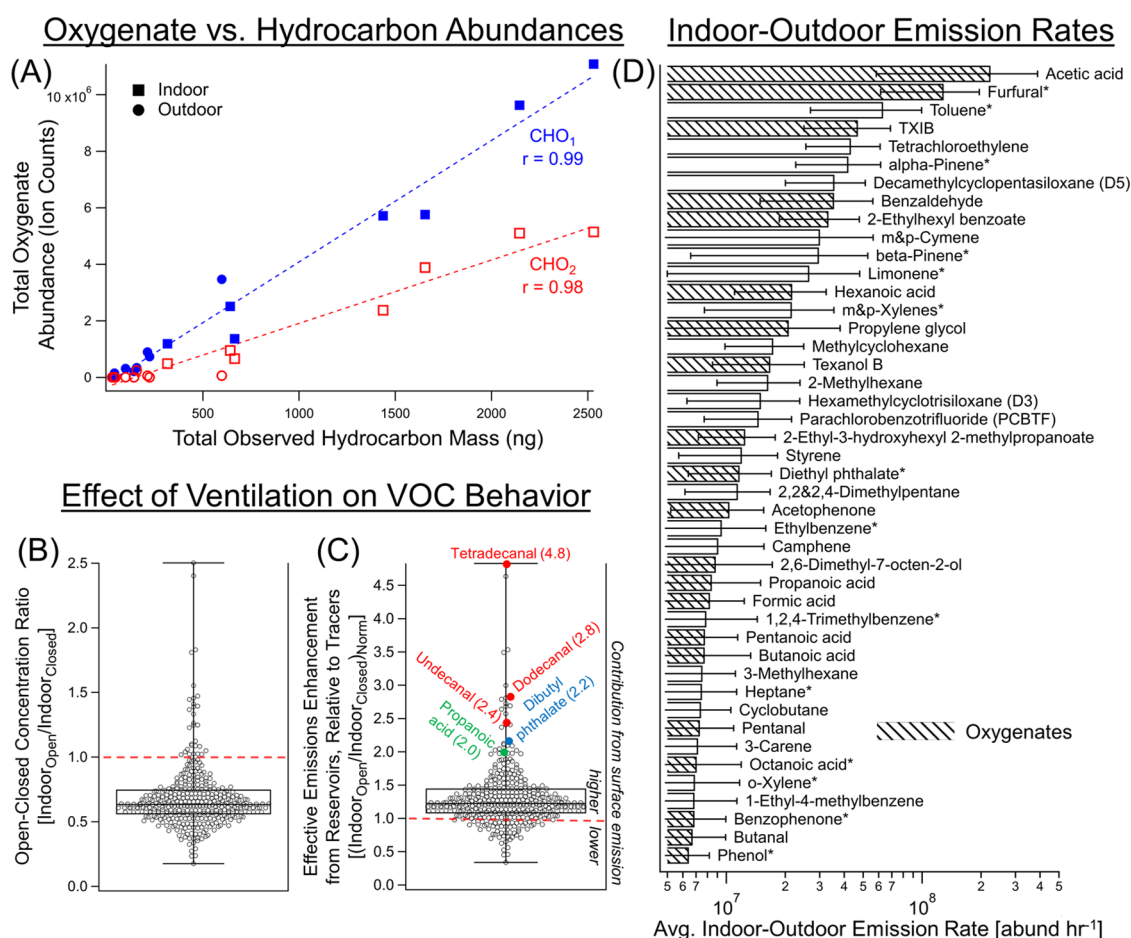 Oxygenate vs. Hydrocarbon Abundances
(A)
Indoor
Outdoor
10 x10⁶
8
6
4
2
0
CHO₁
r = 0.99
CHO₂
r = 0.98
500
1000
1500
2000
2500
Total Oxygenate
Abundance (Ion Counts)
Total Observed Hydrocarbon Mass (ng)
Effect of Ventilation on VOC Behavior
(B)
2.5
2.0
1.5
1.0
0.5
0.0
Open-Closed Concentration Ratio
[Indoor_Open/Indoor_Closed]
(C)
Tetradecanal (4.8)
4.5
4.0
3.5
3.0
2.5
2.0
1.5
1.0
0.5
0.0
Effective Emissions Enhancement
from Reservoirs, Relative to Tracers
[(Indoor_Open/Indoor_Closed)_Norm]
Undecanal (2.4)
Dodecanal (2.8)
Propanoic
acid (2.0)
Dibutyl
phthalate (2.2)
Contribution from surface emission
higher
lower
Indoor-Outdoor Emission Rates
(D)
Acetic acid
Furfural*
Toluene*
TXIB
Tetrachloroethylene
alpha-Pinene*
Decamethylcyclopentasiloxane (D5)
Benzaldehyde
2-Ethylhexyl benzoate
m&p-Cymene
beta-Pinene*
Limonene*
Hexanoic acid
m&p-Xylenes*
Propylene glycol
Methylcyclohexane
Texanol B
2-Methylhexane
Hexamethylcyclotrisiloxane (D3)
Parachlorobenzotrifluoride (PCBTF)
2-Ethyl-3-hydroxyhexyl 2-methylpropanoate
Styrene
Diethyl phthalate*
2,2&2,4-Dimethylpentane
Acetophenone
Ethylbenzene*
Camphene
2,6-Dimethyl-7-octen-2-ol
Propanoic acid
Formic acid
1,2,4-Trimethylbenzene*
Pentanoic acid
Butanoic acid
3-Methylhexane
Heptane*
Cyclobutane
Pentanal
3-Carene
Octanoic acid*
o-Xylene*
1-Ethyl-4-methylbenzene
Benzophenone*
Butanal
Phenol*
Oxygenates
5 6 7 2 3 4 5 6 7 2 3 4 5
10⁷ 10⁸
Avg. Indoor-Outdoor Emission Rate [abund hr⁻¹]